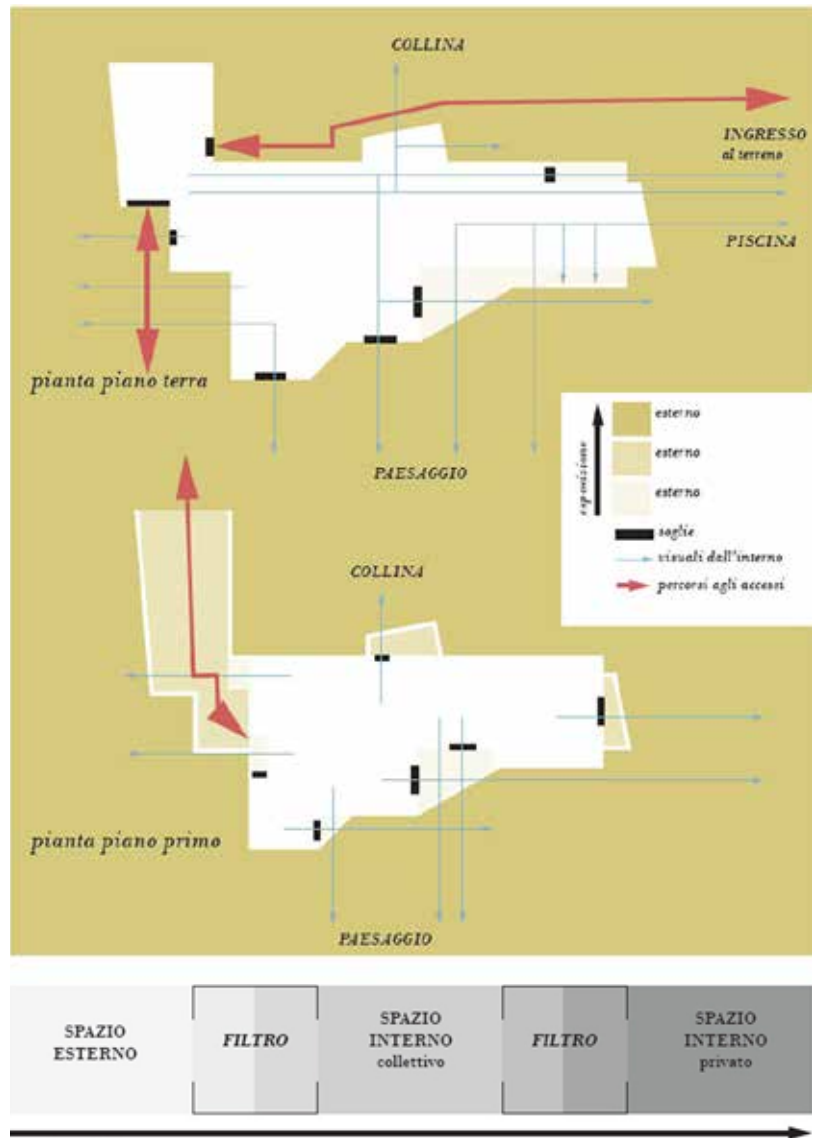 COLLINA
INGRESSO
al terreno
PISCINA
pianta piano terra
PAESAGGIO
esposizione
esterno
esterno
esterno
soglie
visuali dall'interno
percorsi agli accessi
COLLINA
pianta piano primo
PAESAGGIO
SPAZIO
ESTERNO
FILTRO
SPAZIO
INTERNO
collettivo
FILTRO
SPAZIO
INTERNO
privato